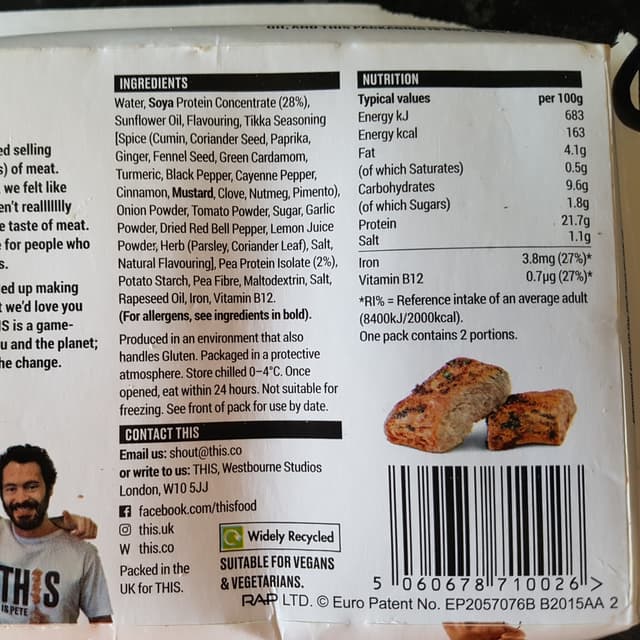 OH, AND THIS PACKAGING IS
ed selling
s) of meat.
we felt like
en't realllllly
e taste of meat.
for people who
s.
ed up making
t we'd love you
IS is a game-
u and the planet;
he change.
THIS
IS PETE
INGREDIENTS
Water, Soya Protein Concentrate (28%),
Sunflower Oil, Flavouring, Tikka Seasoning
[Spice (Cumin, Coriander Seed, Paprika,
Ginger, Fennel Seed, Green Cardamom,
Turmeric, Black Pepper, Cayenne Pepper,
Cinnamon, Mustard, Clove, Nutmeg, Pimento),
Onion Powder, Tomato Powder, Sugar, Garlic
Powder, Dried Red Bell Pepper, Lemon Juice
Powder, Herb (Parsley, Coriander Leaf), Salt,
Natural Flavouring], Pea Protein Isolate (2%),
Potato Starch, Pea Fibre, Maltodextrin, Salt,
Rapeseed Oil, Iron, Vitamin B12.
(For allergens, see ingredients in bold).
Produced in an environment that also
handles Gluten. Packaged in a protective
atmosphere. Store chilled 0-4°C. Once
opened, eat within 24 hours. Not suitable for
freezing. See front of pack for use by date.
CONTACT THIS
Email us: shout@this.co
or write to us: THIS, Westbourne Studios
London, W10 5JJ
facebook.com/thisfood
this.uk
W this.co
Packed in the
UK for THIS.
Widely Recycled
SUITABLE FOR VEGANS
& VEGETARIANS.
NUTRITION
Typical values per 100g
Energy kJ 683
Energy kcal 163
Fat 4.1g
(of which Saturates) 0.5g
Carbohydrates 9.6g
(of which Sugars) 1.8g
Protein 21.7g
Salt 1.1g
Iron 3.8mg (27%)*
Vitamin B12 0.7µg (27%)*
*RI% = Reference intake of an average adult
(8400kJ/2000kcal).
One pack contains 2 portions.
5 060678 710026 >
RAP LTD. © Euro Patent No. EP2057076B B2015AA 2